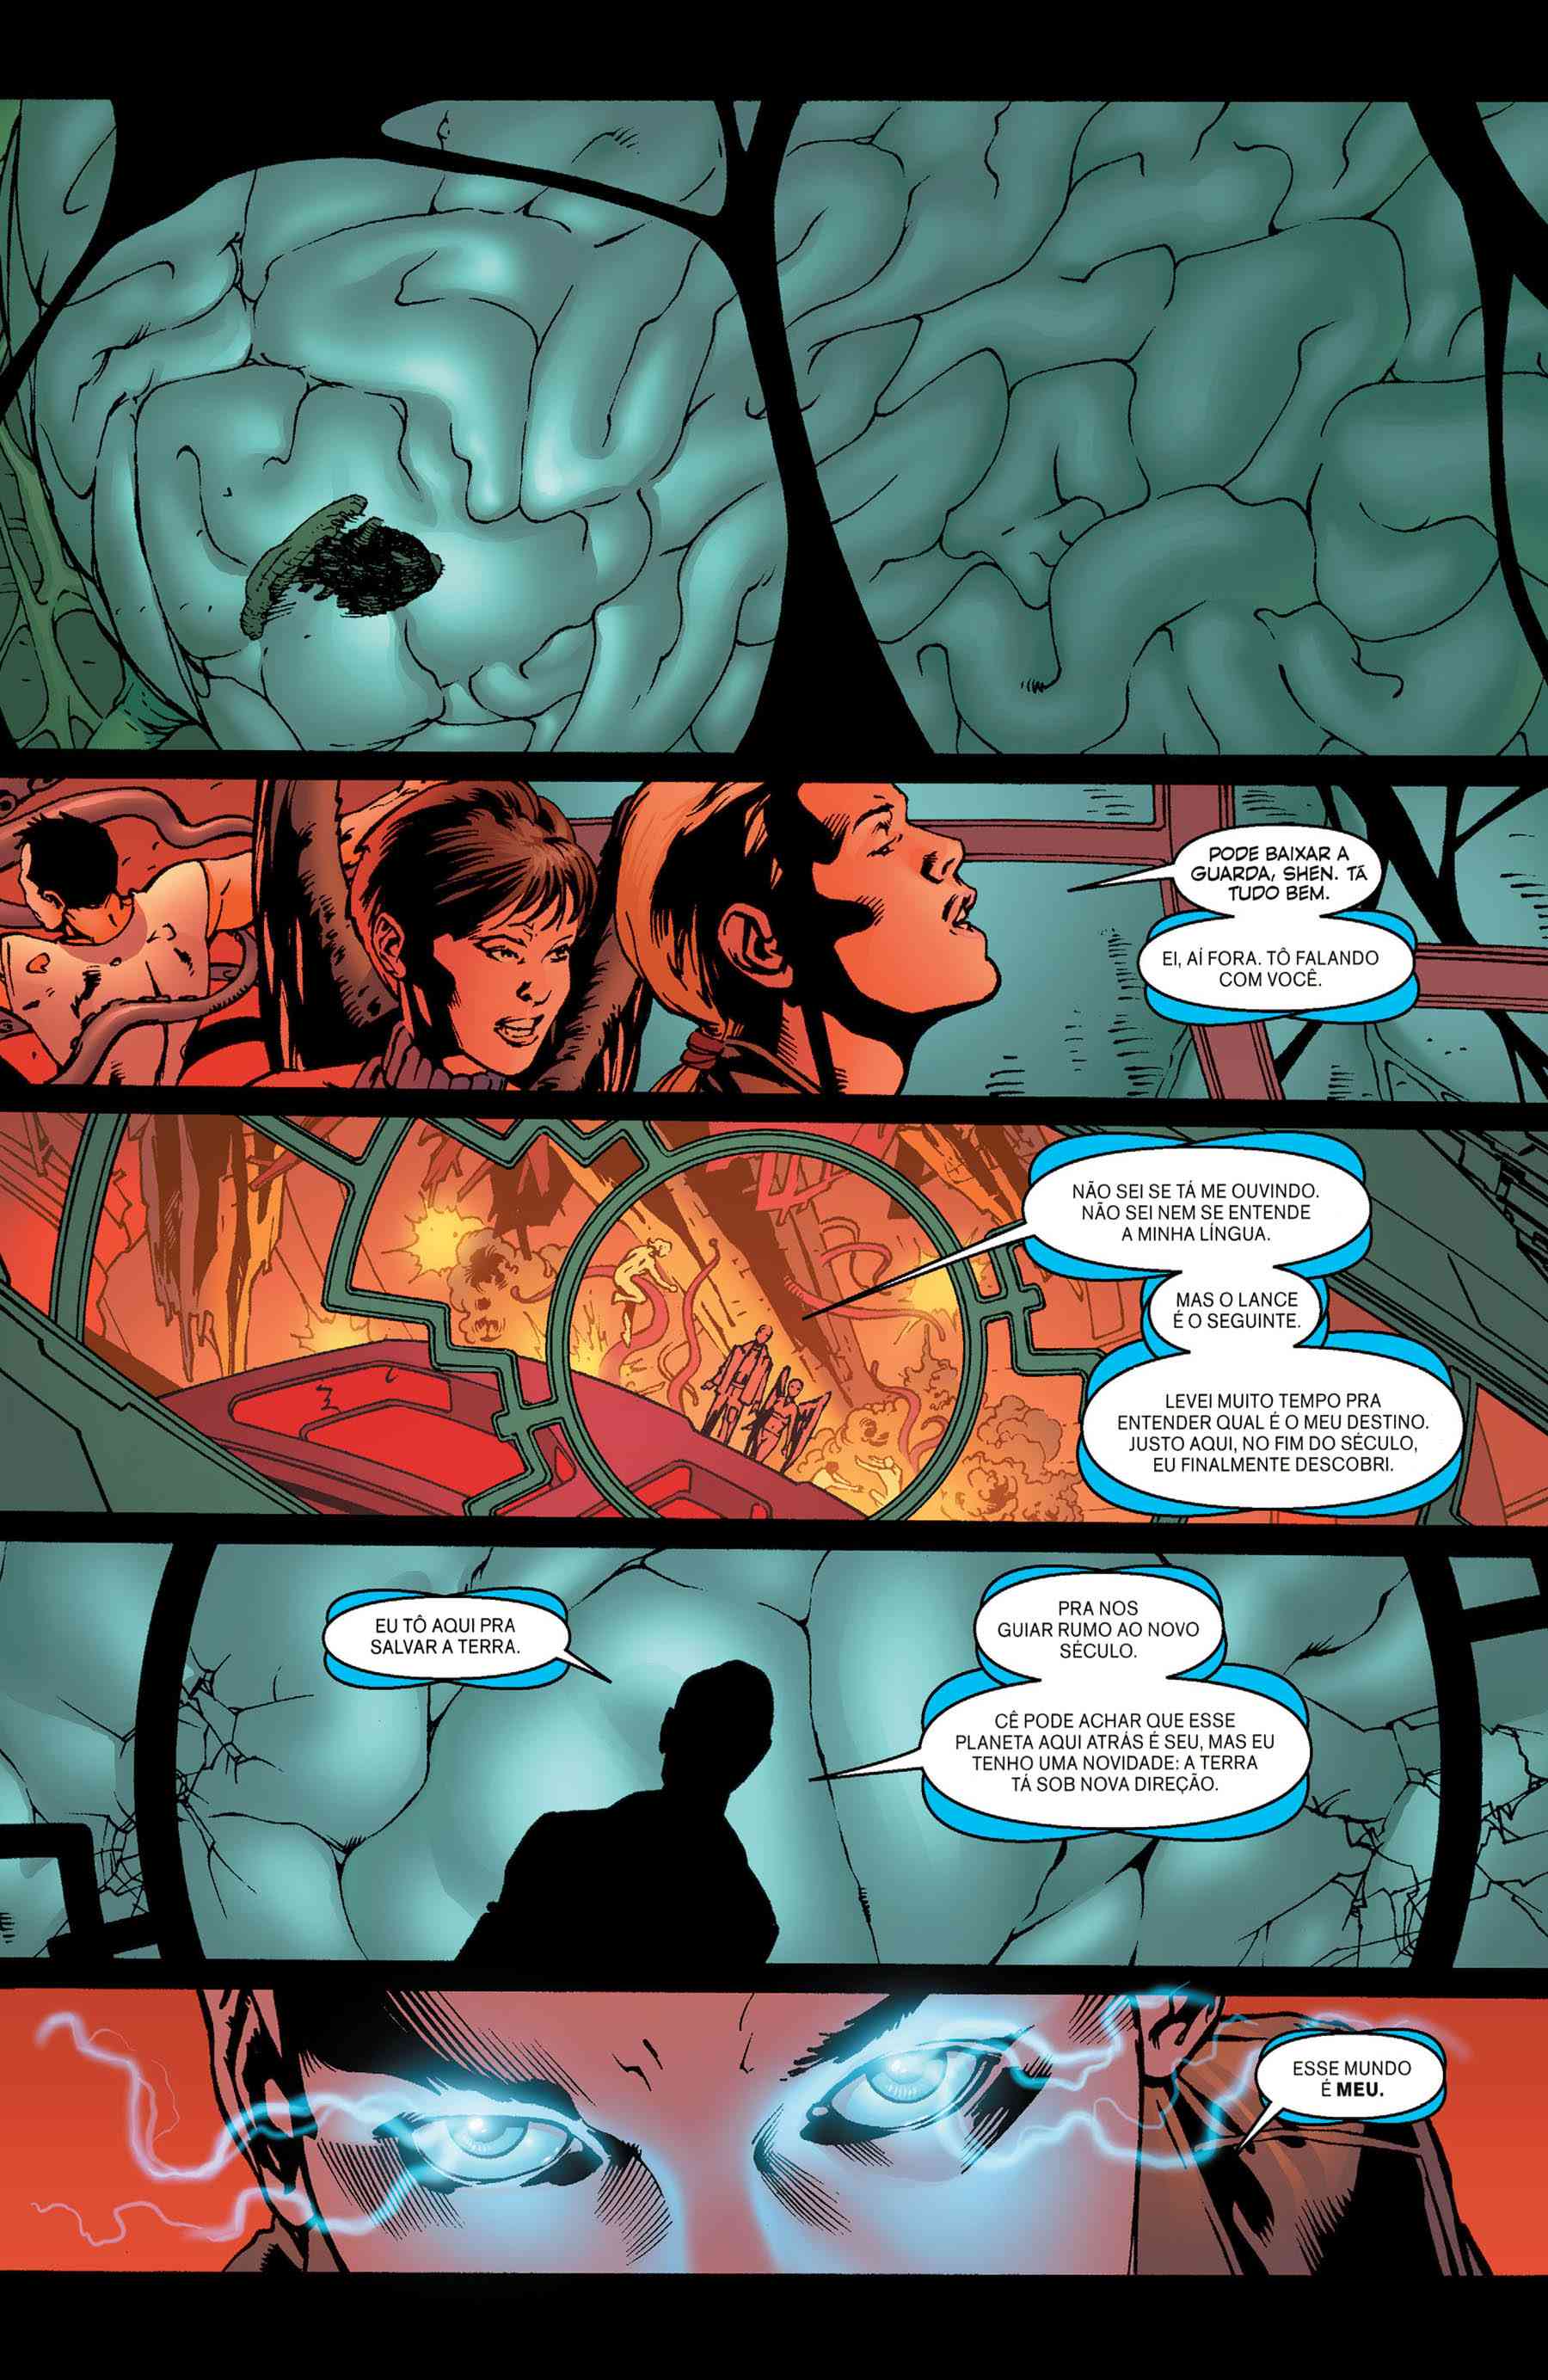 PODE BAIXAR A
GUARDA, SHEN. TÁ
TUDO BEM.
EI, AÍ FORA. TÔ FALANDO
COM VOCÊ.
NÃO SEI SE TÁ ME OUVINDO.
NÃO SEI NEM SE ENTENDE
A MINHA LÍNGUA.
MAS O LANCE
É O SEGUINTE.
LEVEI MUITO TEMPO PRA
ENTENDER QUAL É O MEU DESTINO.
JUSTO AQUI, NO FIM DO SÉCULO,
EU FINALMENTE DESCOBRI.
EU TÔ AQUI PRA
SALVAR A TERRA.
PRA NOS
GUIAR RUMO AO NOVO
SÉCULO.
CÊ PODE ACHAR QUE ESSE
PLANETA AQUI ATRÁS É SEU, MAS EU
TENHO UMA NOVIDADE: A TERRA
TÁ SOB NOVA DIREÇÃO.
ESSE MUNDO
É MEU.